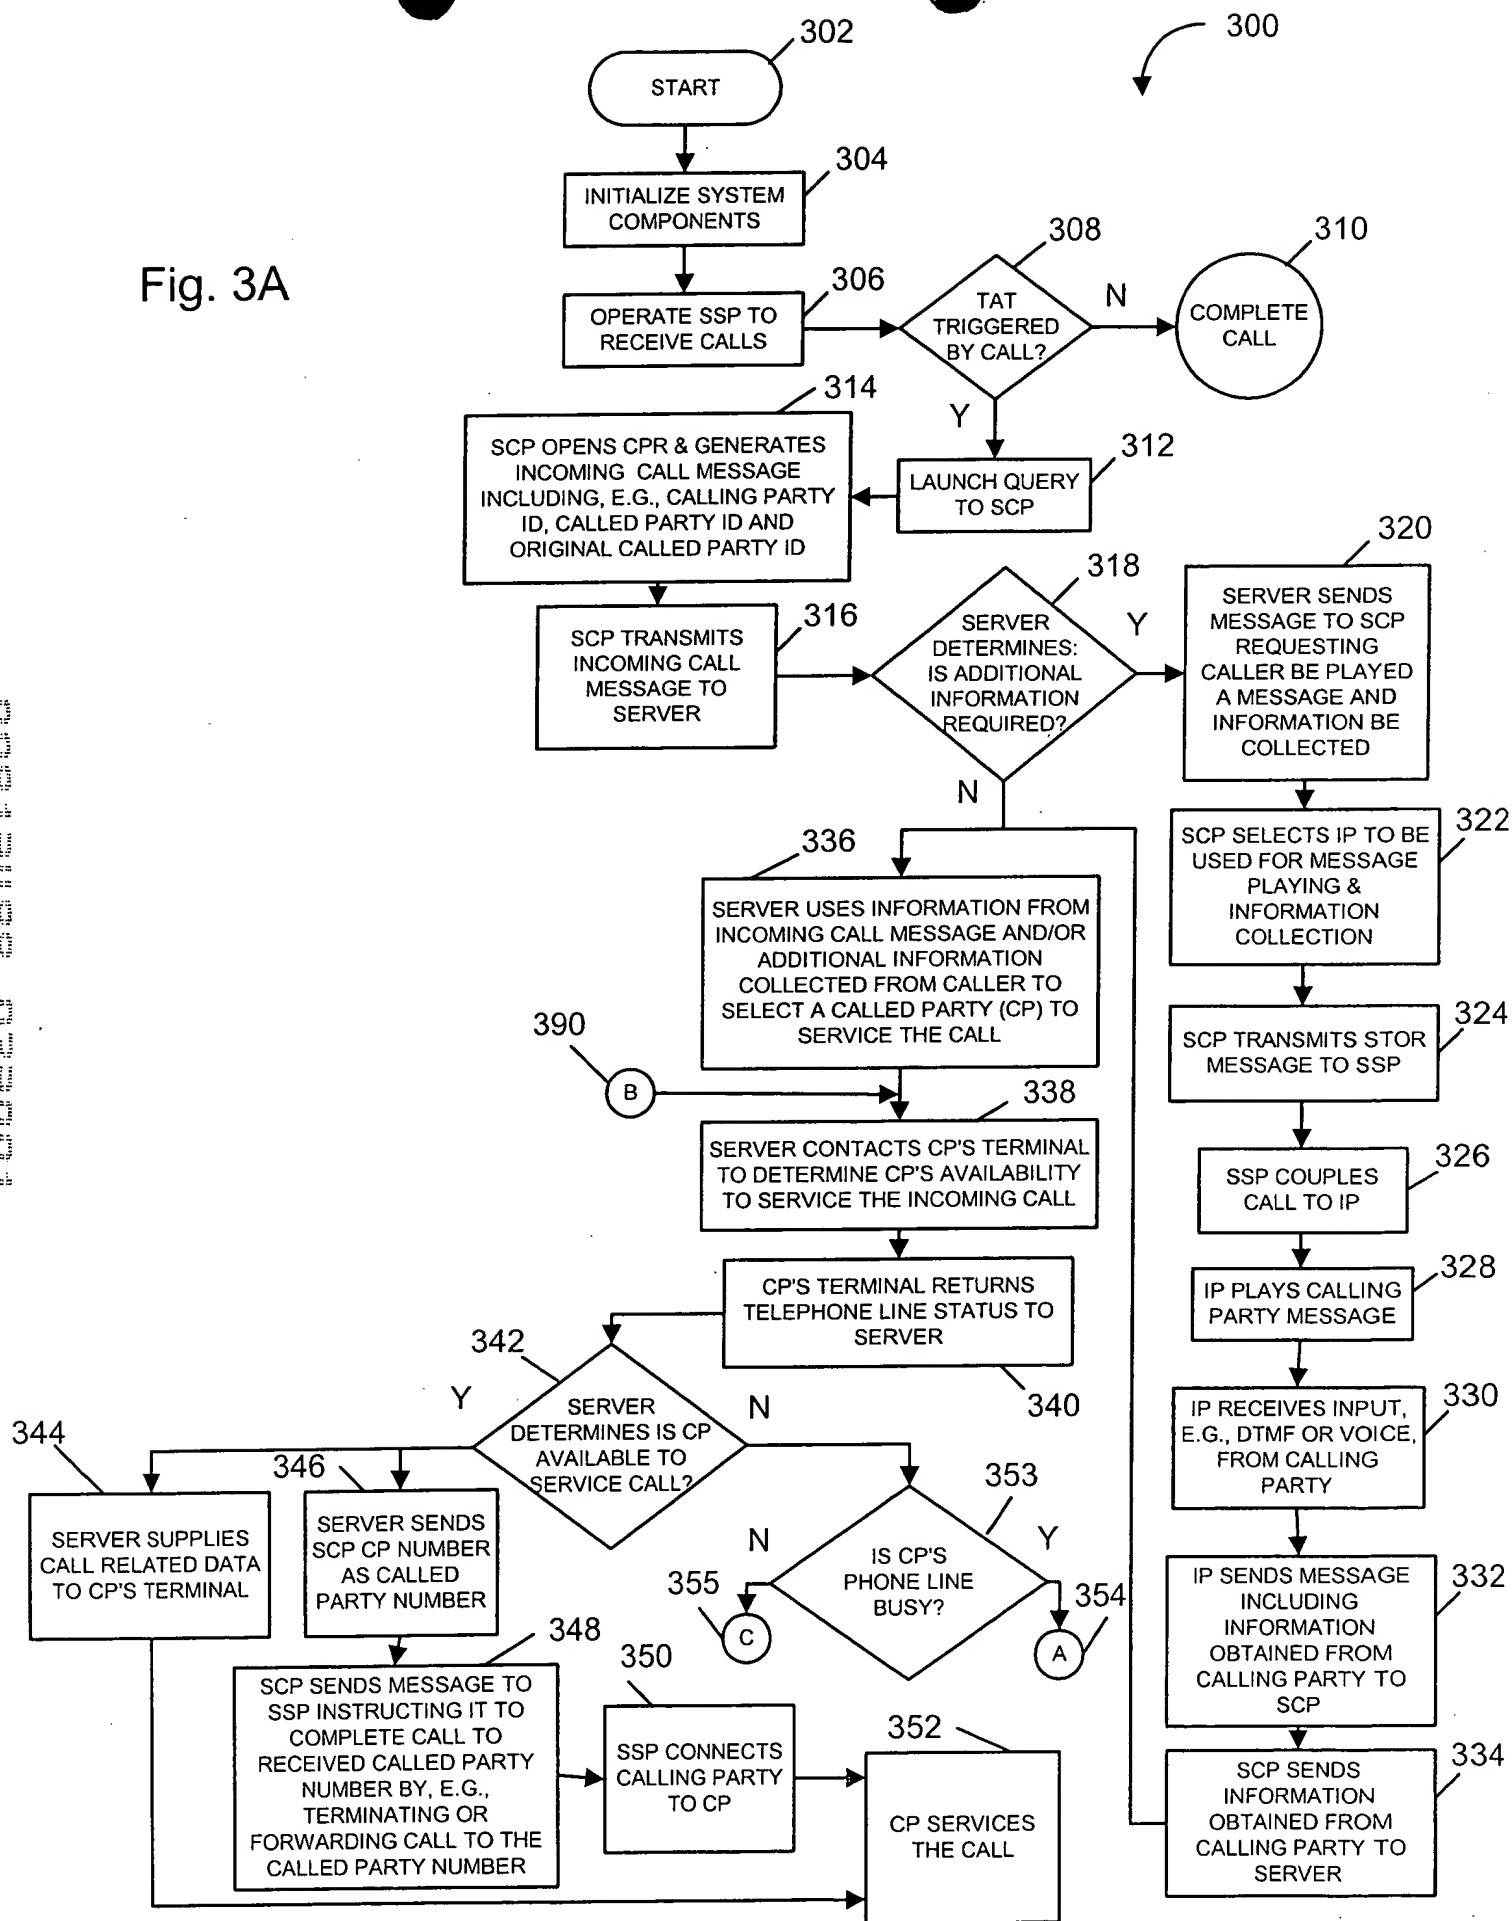 300
302
START
304
INITIALIZE SYSTEM
COMPONENTS
Fig. 3A
306
OPERATE SSP TO
RECEIVE CALLS
308
TAT
TRIGGERED
BY CALL?
N
310
COMPLETE
CALL
Y
312
LAUNCH QUERY
TO SCP
314
SCP OPENS CPR & GENERATES
INCOMING CALL MESSAGE
INCLUDING, E.G., CALLING PARTY
ID, CALLED PARTY ID AND
ORIGINAL CALLED PARTY ID
316
SCP TRANSMITS
INCOMING CALL
MESSAGE TO
SERVER
318
SERVER
DETERMINES:
IS ADDITIONAL
INFORMATION
REQUIRED?
Y
N
320
SERVER SENDS
MESSAGE TO SCP
REQUESTING
CALLER BE PLAYED
A MESSAGE AND
INFORMATION BE
COLLECTED
322
SCP SELECTS IP TO BE
USED FOR MESSAGE
PLAYING &
INFORMATION
COLLECTION
324
SCP TRANSMITS STOR
MESSAGE TO SSP
326
SSP COUPLES
CALL TO IP
328
IP PLAYS CALLING
PARTY MESSAGE
330
IP RECEIVES INPUT,
E.G., DTMF OR VOICE,
FROM CALLING
PARTY
332
IP SENDS MESSAGE
INCLUDING
INFORMATION
OBTAINED FROM
CALLING PARTY TO
SCP
334
SCP SENDS
INFORMATION
OBTAINED FROM
CALLING PARTY TO
SERVER
336
SERVER USES INFORMATION FROM
INCOMING CALL MESSAGE AND/OR
ADDITIONAL INFORMATION
COLLECTED FROM CALLER TO
SELECT A CALLED PARTY (CP) TO
SERVICE THE CALL
390
B
338
SERVER CONTACTS CP'S TERMINAL
TO DETERMINE CP'S AVAILABILITY
TO SERVICE THE INCOMING CALL
340
CP'S TERMINAL RETURNS
TELEPHONE LINE STATUS TO
SERVER
342
SERVER
DETERMINES IS CP
AVAILABLE TO
SERVICE CALL?
Y
N
344
SERVER SUPPLIES
CALL RELATED DATA
TO CP'S TERMINAL
346
SERVER SENDS
SCP CP NUMBER
AS CALLED
PARTY NUMBER
348
SCP SENDS MESSAGE TO
SSP INSTRUCTING IT TO
COMPLETE CALL TO
RECEIVED CALLED PARTY
NUMBER BY, E.G.,
TERMINATING OR
FORWARDING CALL TO THE
CALLED PARTY NUMBER
350
SSP CONNECTS
CALLING PARTY
TO CP
352
CP SERVICES
THE CALL
353
IS CP'S
PHONE LINE
BUSY?
N
Y
355
C
354
A